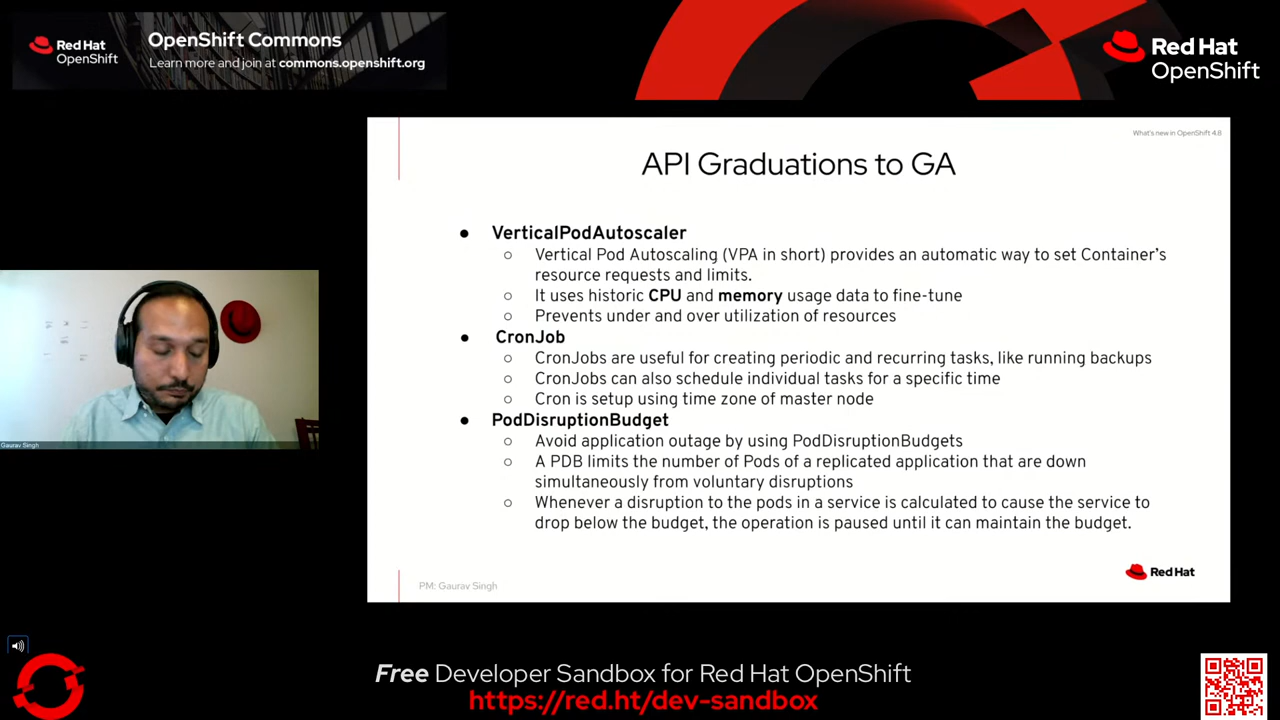 Red Hat
OpenShift
OpenShift Commons
Learn more and join at commons.openshift.org
Red Hat
OpenShift
What's new in OpenShift 4.8
API Graduations to GA
● VerticalPodAutoscaler
○ Vertical Pod Autoscaling (VPA in short) provides an automatic way to set Container's
resource requests and limits.
○ It uses historic CPU and memory usage data to fine-tune
○ Prevents under and over utilization of resources
● CronJob
○ CronJobs are useful for creating periodic and recurring tasks, like running backups
○ CronJobs can also schedule individual tasks for a specific time
○ Cron is setup using time zone of master node
● PodDisruptionBudget
○ Avoid application outage by using PodDisruptionBudgets
○ A PDB limits the number of Pods of a replicated application that are down
simultaneously from voluntary disruptions
○ Whenever a disruption to the pods in a service is calculated to cause the service to
drop below the budget, the operation is paused until it can maintain the budget.
PM: Gaurav Singh
Red Hat
Gaurav Singh
Free Developer Sandbox for Red Hat OpenShift
https://red.ht/dev-sandbox